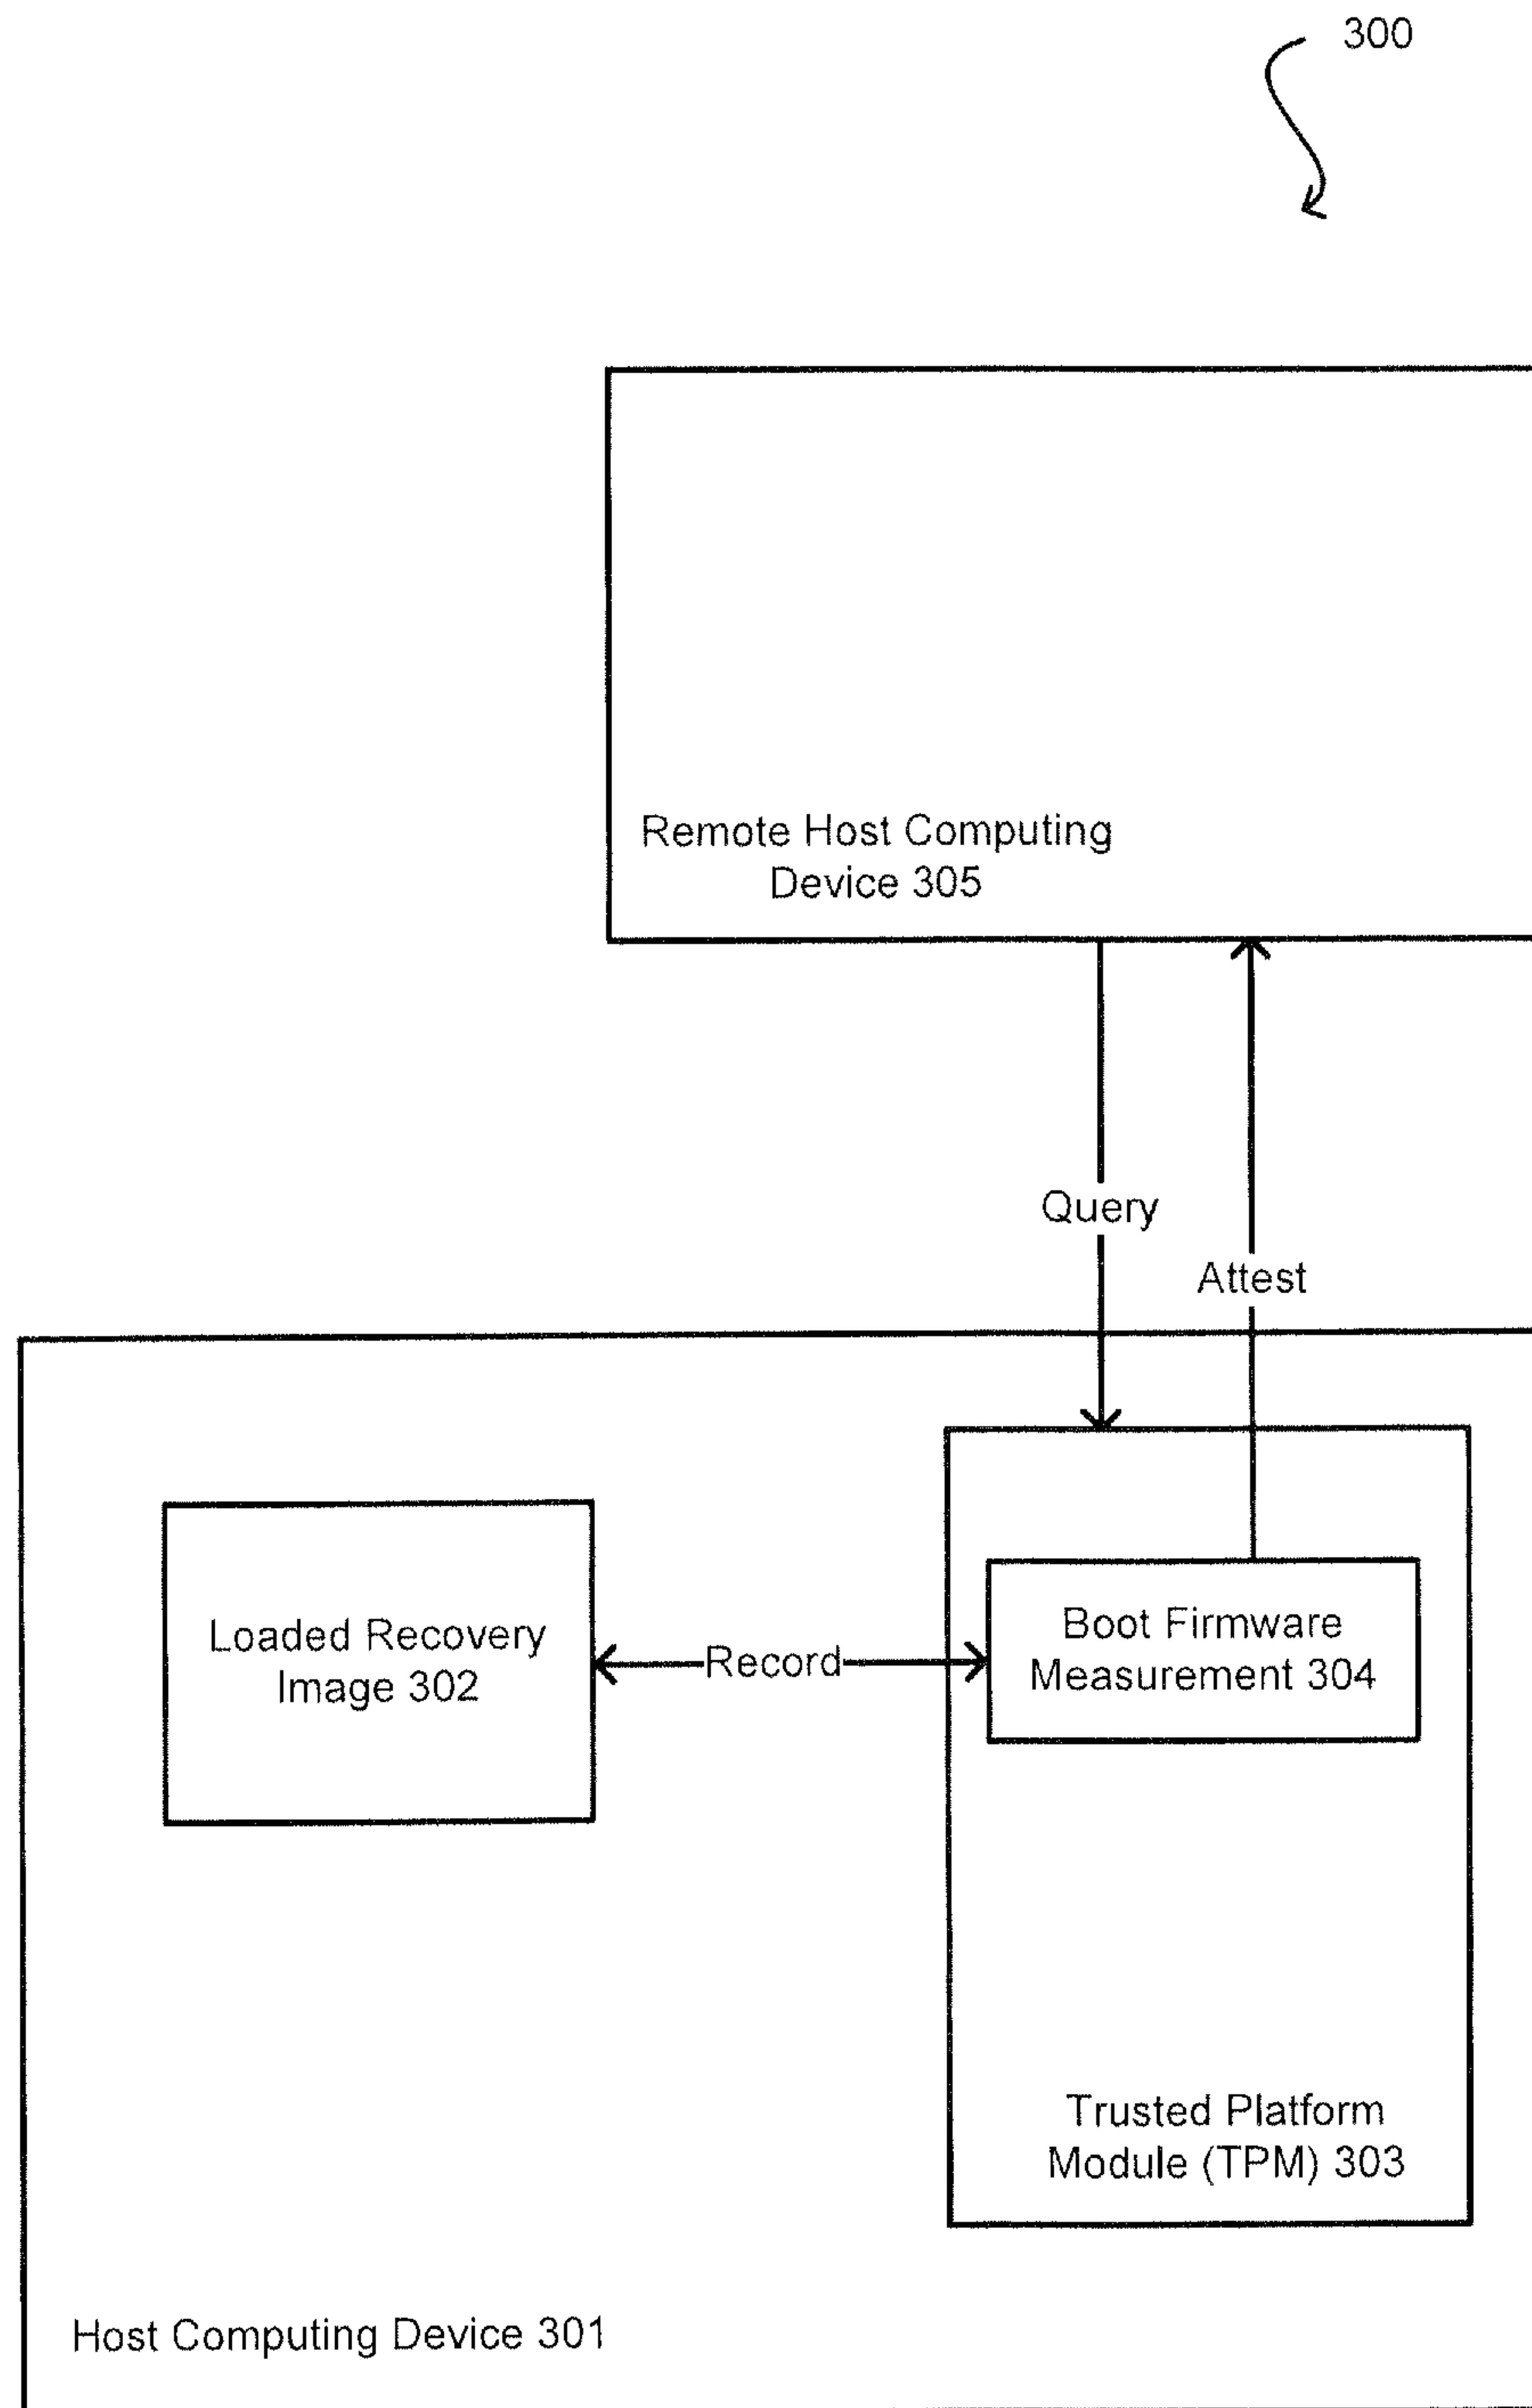 300
Remote Host Computing
Device 305
Query
Attest
Loaded Recovery
Image 302
Record
Boot Firmware
Measurement 304
Trusted Platform
Module (TPM) 303
Host Computing Device 301